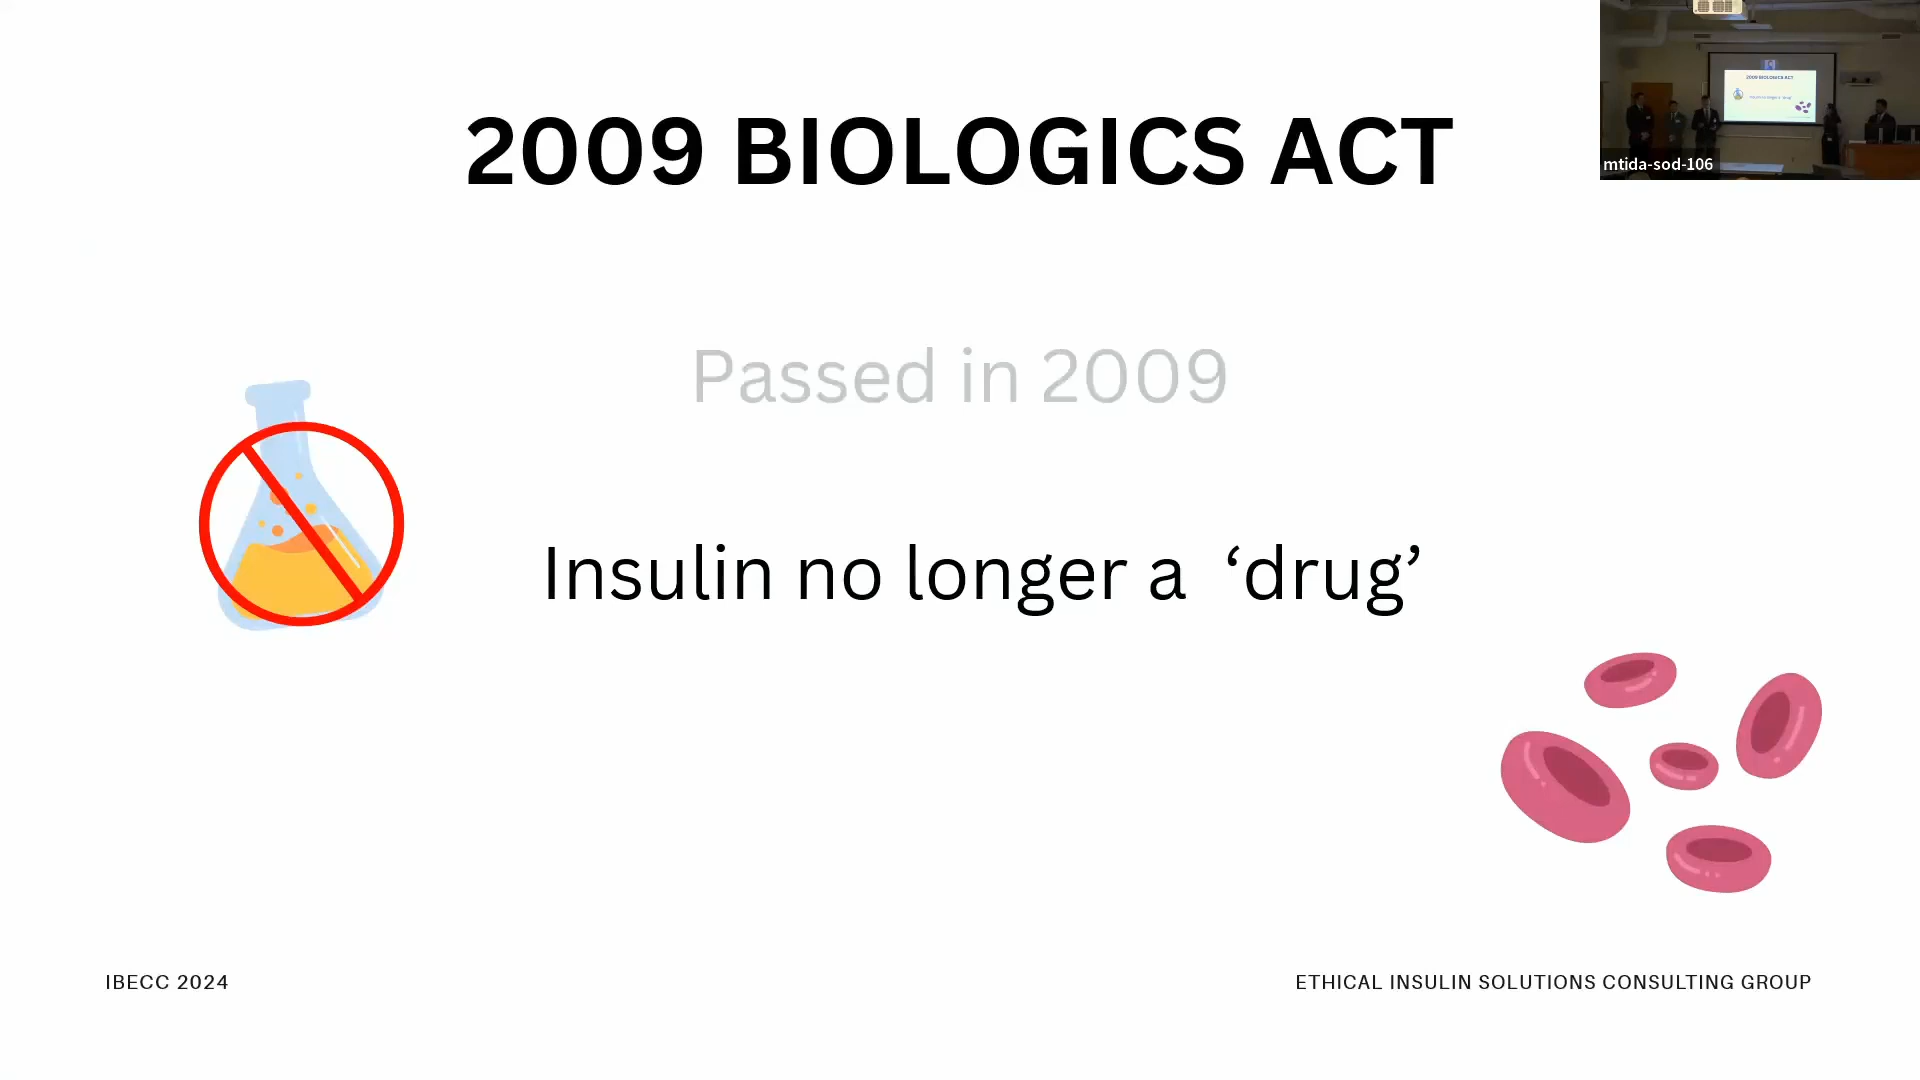 2009 BIOLOGICS ACT
mtida-sod-106
Passed in 2009
Insulin no longer a ‘drug’
IBECC 2024
ETHICAL INSULIN SOLUTIONS CONSULTING GROUP